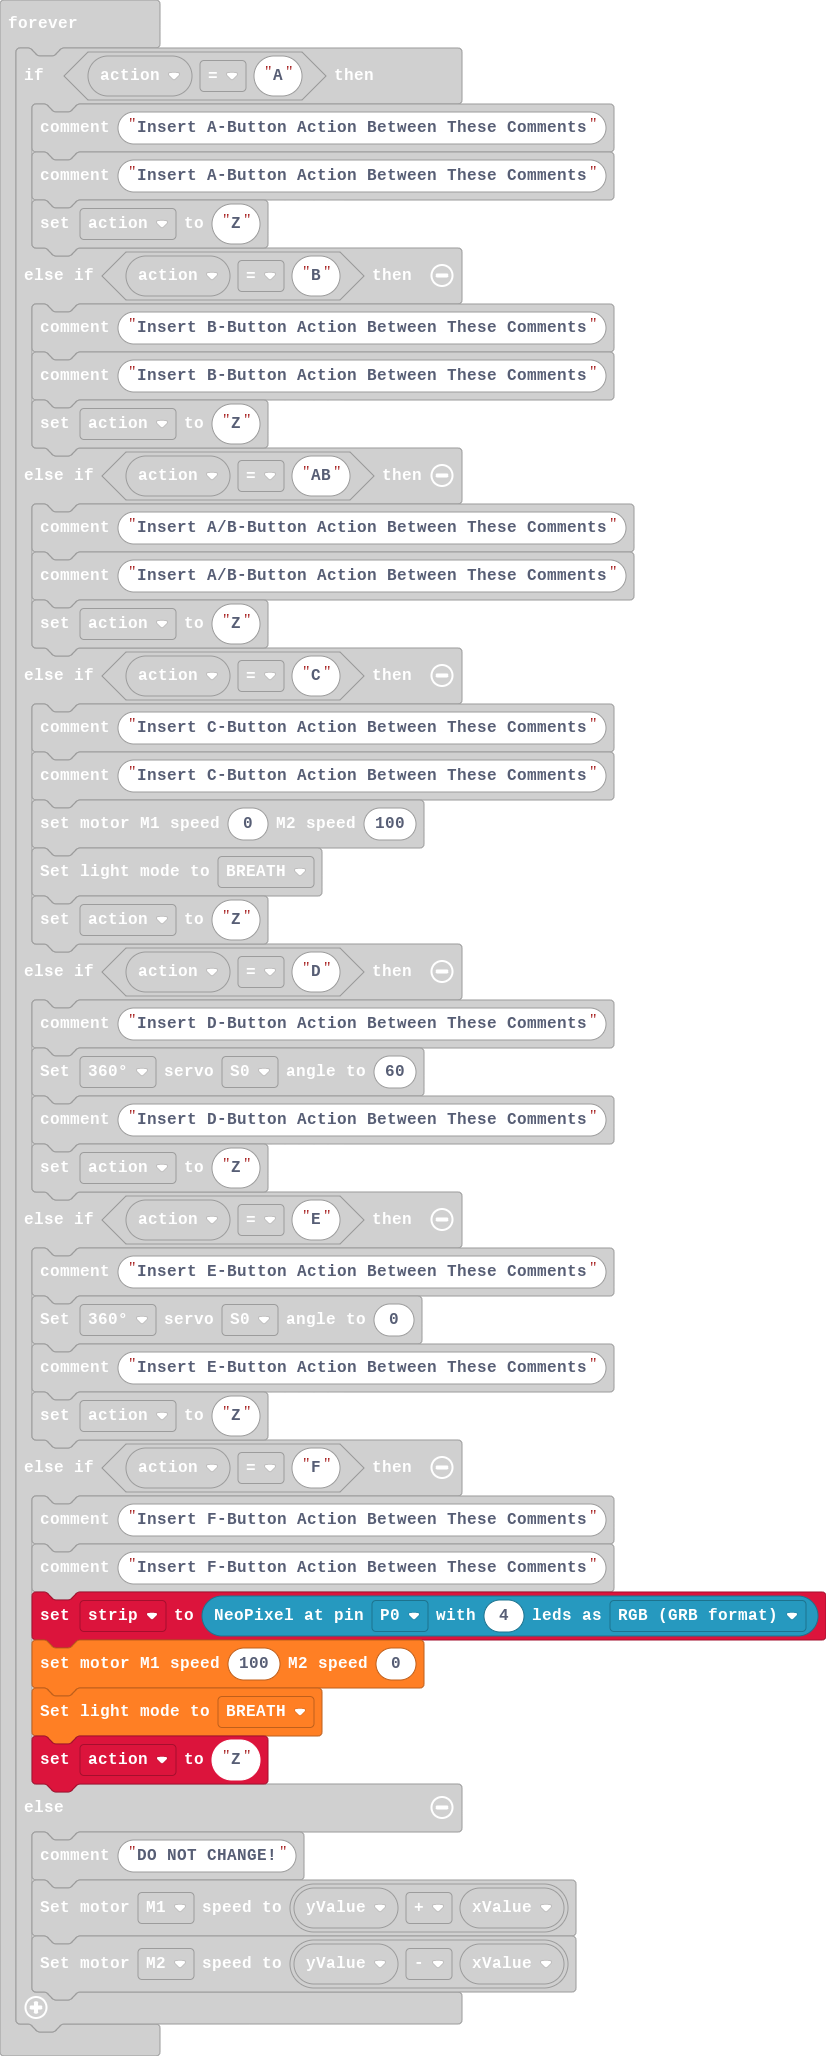 forever
if action = "A" then
comment "Insert A-Button Action Between These Comments"
comment "Insert A-Button Action Between These Comments"
set action to "Z"
else if action = "B" then
comment "Insert B-Button Action Between These Comments"
comment "Insert B-Button Action Between These Comments"
set action to "Z"
else if action = "AB" then
comment "Insert A/B-Button Action Between These Comments"
comment "Insert A/B-Button Action Between These Comments"
set action to "Z"
else if action = "C" then
comment "Insert C-Button Action Between These Comments"
comment "Insert C-Button Action Between These Comments"
set motor M1 speed 0 M2 speed 100
Set light mode to BREATH
set action to "Z"
else if action = "D" then
comment "Insert D-Button Action Between These Comments"
Set 360° servo S0 angle to 60
comment "Insert D-Button Action Between These Comments"
set action to "Z"
else if action = "E" then
comment "Insert E-Button Action Between These Comments"
Set 360° servo S0 angle to 0
comment "Insert E-Button Action Between These Comments"
set action to "Z"
else if action = "F" then
comment "Insert F-Button Action Between These Comments"
comment "Insert F-Button Action Between These Comments"
set strip to NeoPixel at pin P0 with 4 leds as RGB (GRB format)
set motor M1 speed 100 M2 speed 0
Set light mode to BREATH
set action to "Z"
else
comment "DO NOT CHANGE!"
Set motor M1 speed to yValue + xValue
Set motor M2 speed to yValue - xValue